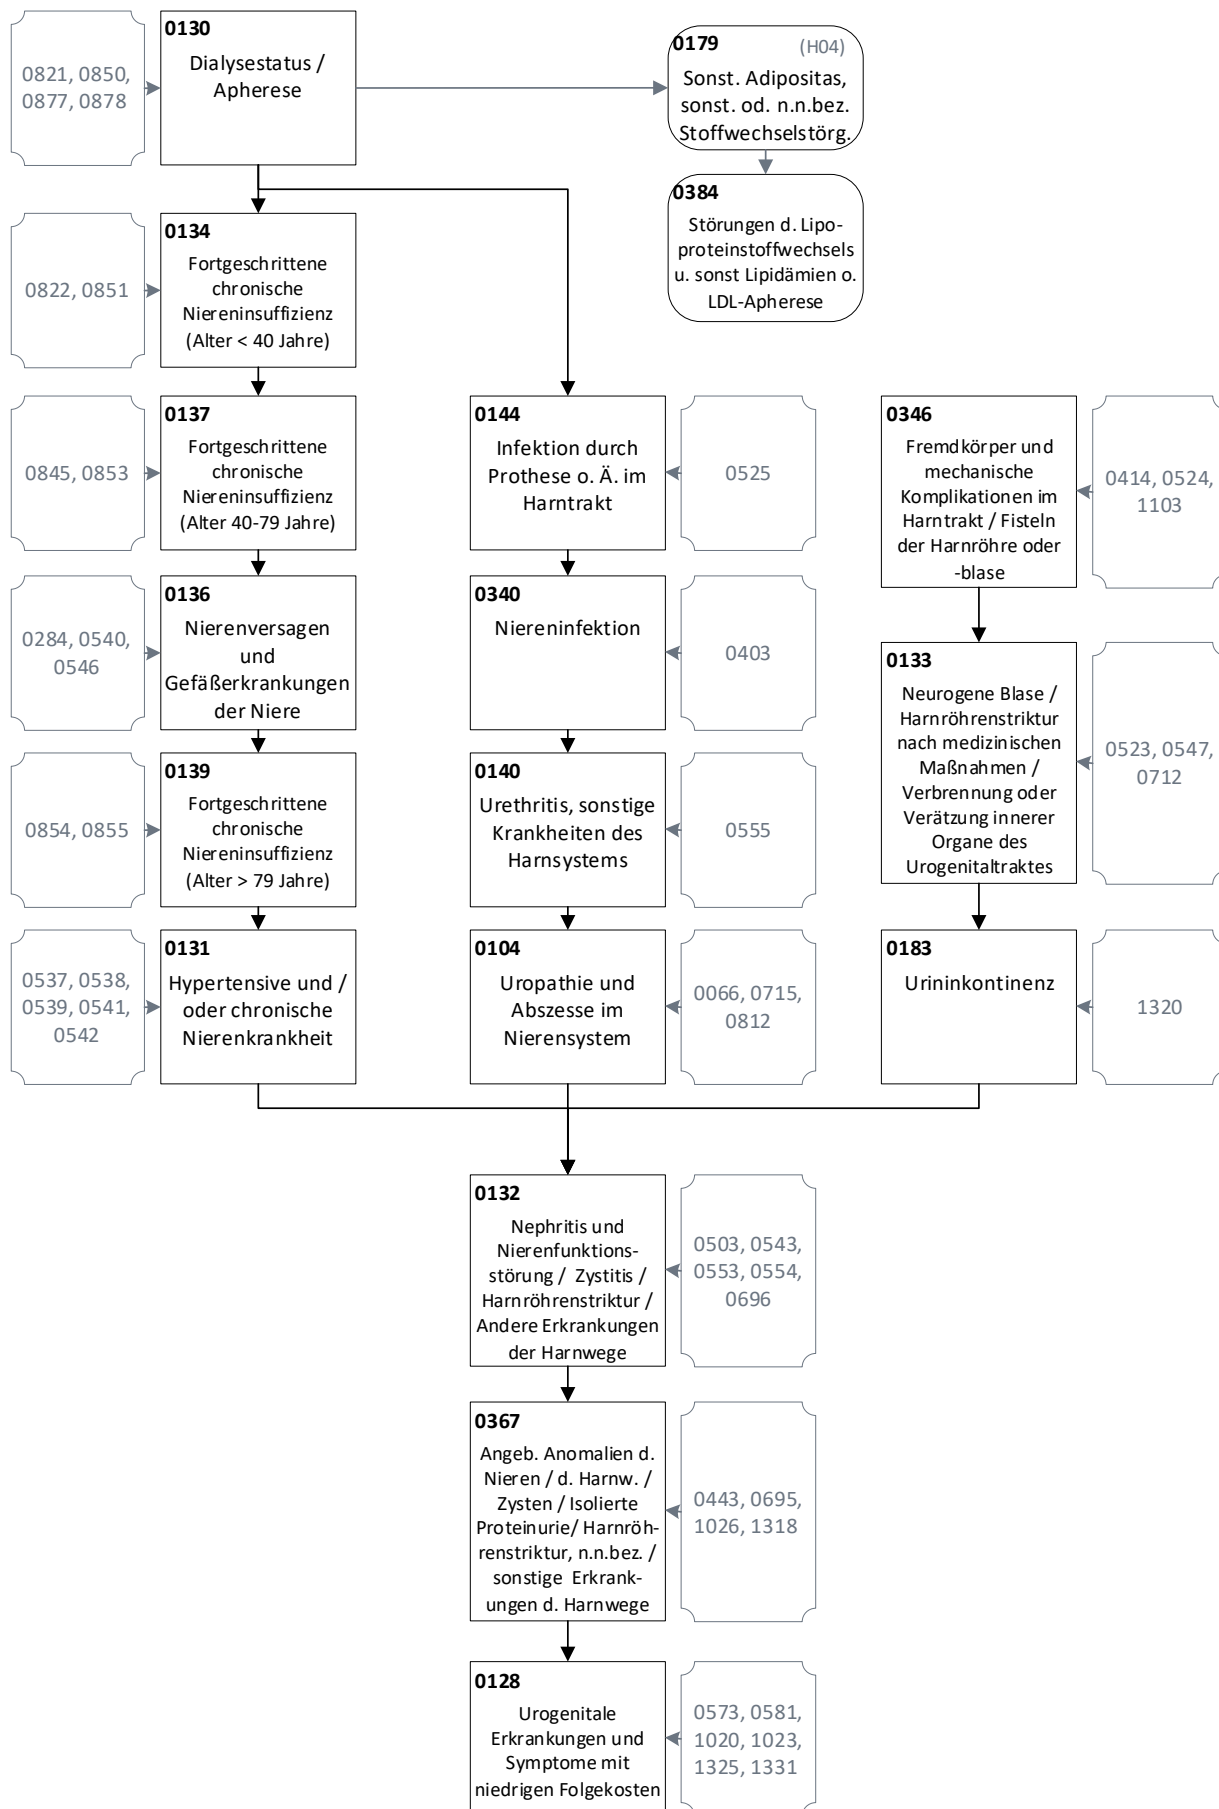 0821, 0850,
0877, 0878
0130
Dialysestatus /
Apherese
0179 (H04)
Sonst. Adipositas,
sonst. od. n.n.bez.
Stoffwechselstörg.
0384
Störungen d. Lipo-
proteinstoffwechsels
u. sonst Lipidämien o.
LDL-Apherese
0822, 0851
0134
Fortgeschrittene
chronische
Niereninsuffizienz
(Alter < 40 Jahre)
0845, 0853
0137
Fortgeschrittene
chronische
Niereninsuffizienz
(Alter 40-79 Jahre)
0144
Infektion durch
Prothese o. Ä. im
Harntrakt
0525
0346
Fremdkörper und
mechanische
Komplikationen im
Harntrakt / Fisteln
der Harnröhre oder
-blase
0414, 0524,
1103
0284, 0540,
0546
0136
Nierenversagen
und
Gefäßerkrankungen
der Niere
0340
Niereninfektion
0403
0133
Neurogene Blase /
Harnröhrenstriktur
nach medizinischen
Maßnahmen /
Verbrennung oder
Verätzung innerer
Organe des
Urogenitaltraktes
0523, 0547,
0712
0854, 0855
0139
Fortgeschrittene
chronische
Niereninsuffizienz
(Alter > 79 Jahre)
0140
Urethritis, sonstige
Krankheiten des
Harnsystems
0555
0537, 0538,
0539, 0541,
0542
0131
Hypertensive und /
oder chronische
Nierenkrankheit
0104
Uropathie und
Abszesse im
Nierensystem
0066, 0715,
0812
0183
Urininkontinenz
1320
0132
Nephritis und
Nierenfunktions-
störung / Zystitis /
Harnröhrenstriktur /
Andere Erkrankungen
der Harnwege
0503, 0543,
0553, 0554,
0696
0367
Angeb. Anomalien d.
Nieren / d. Harnw. /
Zysten / Isolierte
Proteinurie/ Harnröh-
renstriktur, n.n.bez. /
sonstige Erkrank-
ungen d. Harnwege
0443, 0695,
1026, 1318
0128
Urogenitale
Erkrankungen und
Symptome mit
niedrigen Folgekosten
0573, 0581,
1020, 1023,
1325, 1331